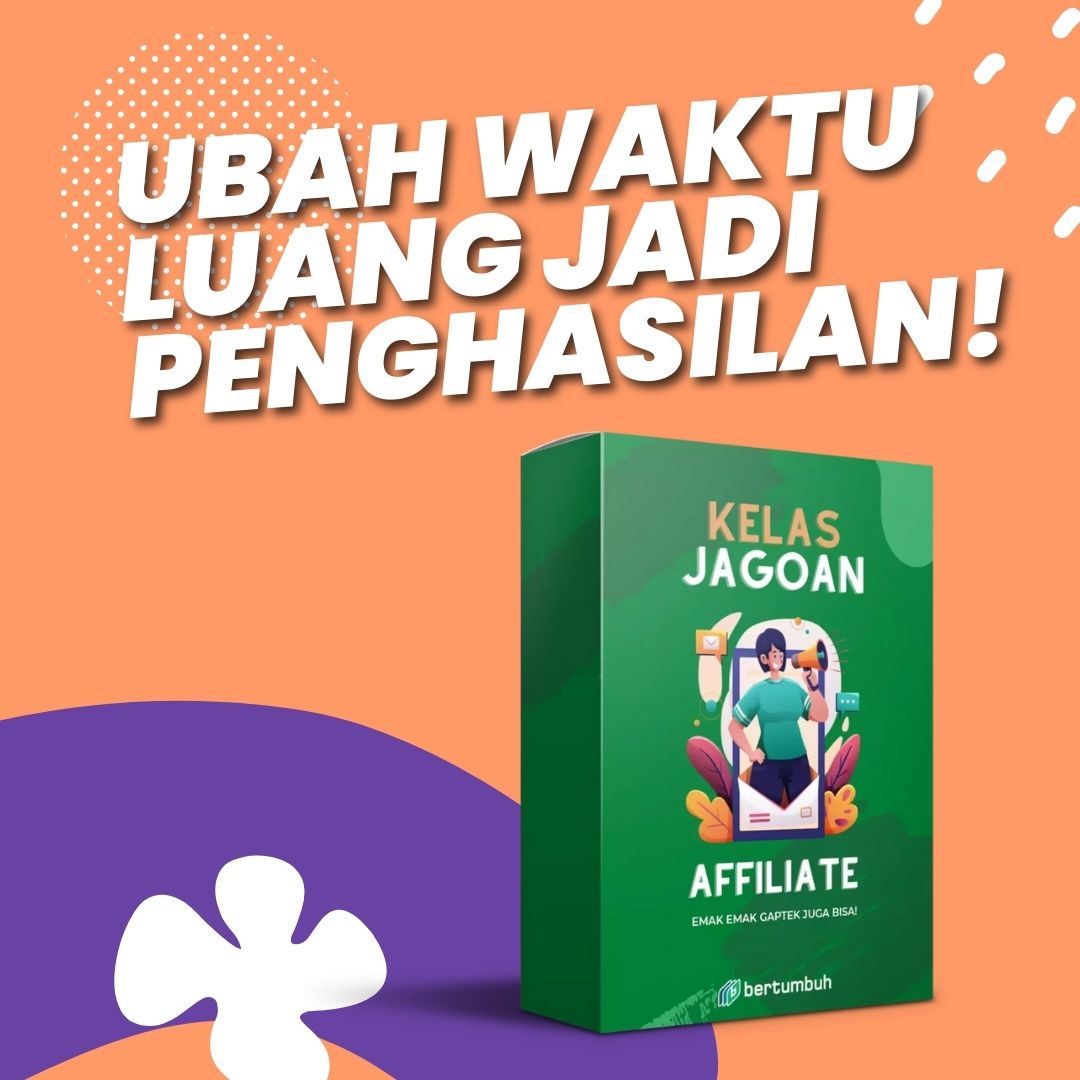 UBAH WAKTU
LUANG JADI
PENGHASILAN!
KELAS
JAGOAN
AFFILIATE
EMAK EMAK GAPTEK JUGA BISA!
bertumbuh